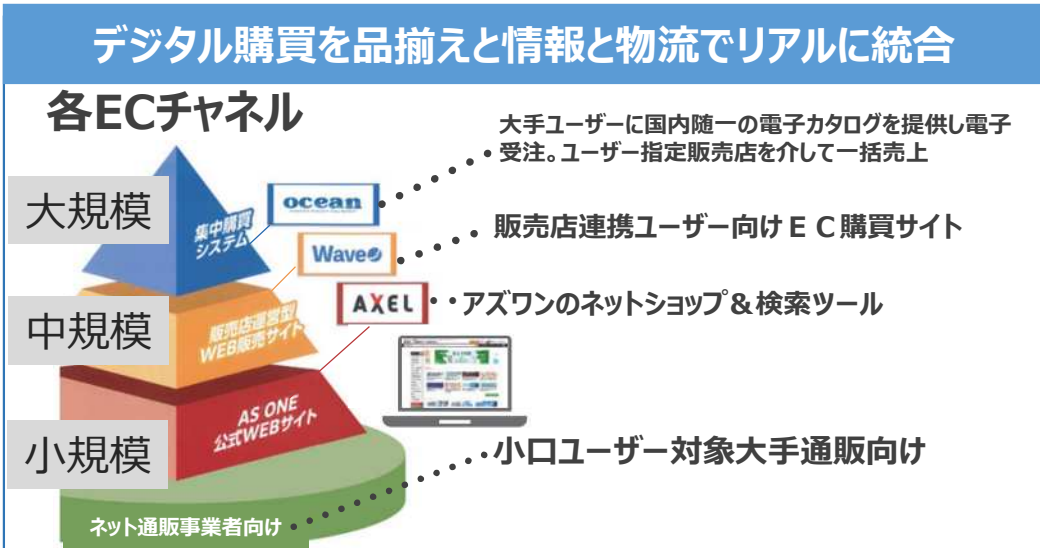 デジタル購買を品揃えと情報と物流でリアルに統合
各ECチャネル
大手ユーザーに国内随一の電子カタログを提供し電子
受注。ユーザー指定販売店を介して一括売上
大規模
集中購買
システム
ocean
Wave
販売店連携ユーザー向けＥＣ購買サイト
AXEL
アズワンのネットショップ＆検索ツール
中規模
販売店運営型
WEB販売サイト
AS ONE
公式WEBサイト
小規模
小口ユーザー対象大手通販向け
ネット通販事業者向け